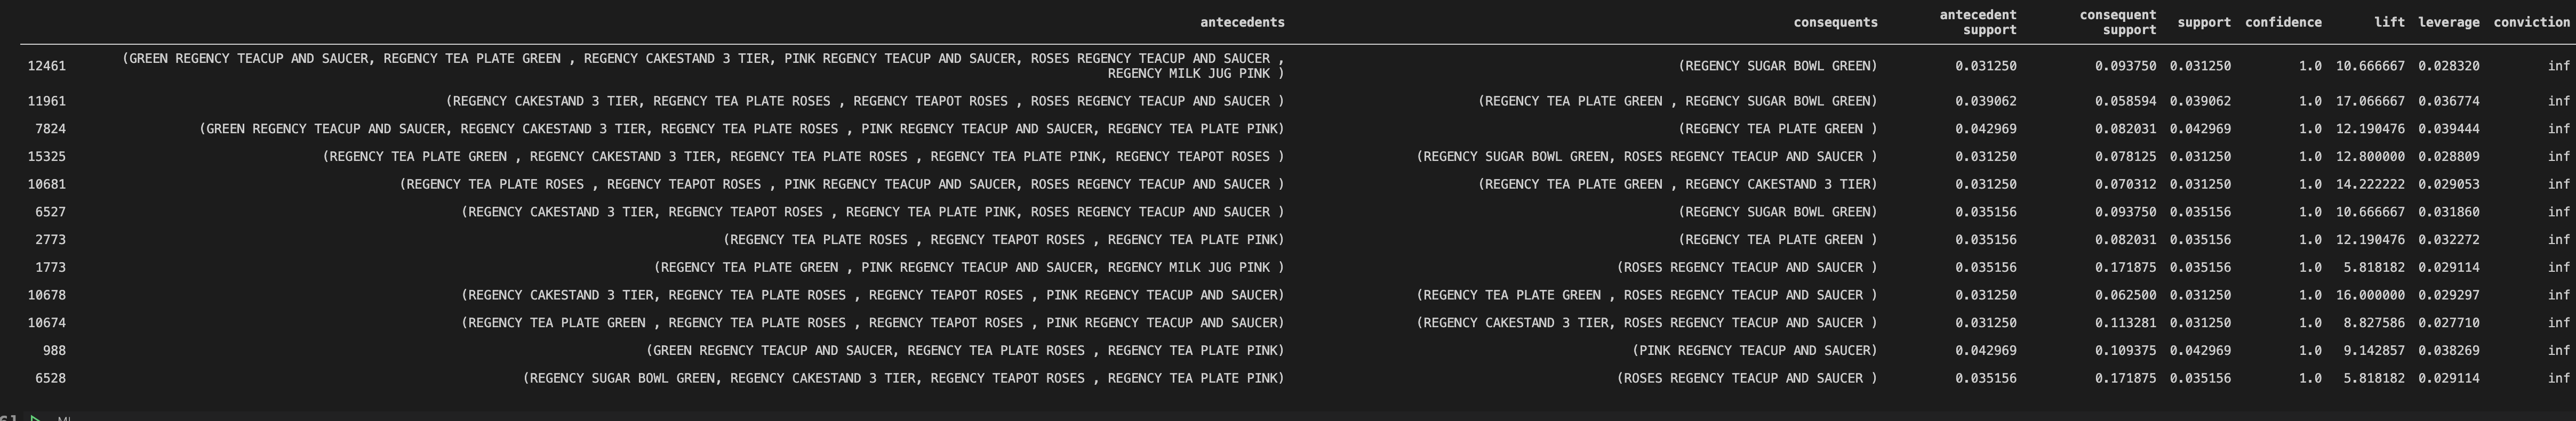 antecedents consequents antecedent support consequent support support confidence lift leverage conviction
12461 (GREEN REGENCY TEACUP AND SAUCER, REGENCY TEA PLATE GREEN , REGENCY CAKESTAND 3 TIER, PINK REGENCY TEACUP AND SAUCER, ROSES REGENCY TEACUP AND SAUCER ,
REGENCY MILK JUG PINK ) (REGENCY SUGAR BOWL GREEN) 0.031250 0.093750 0.031250 1.0 10.666667 0.028320 inf
11961 (REGENCY CAKESTAND 3 TIER, REGENCY TEA PLATE ROSES , REGENCY TEAPOT ROSES , ROSES REGENCY TEACUP AND SAUCER ) (REGENCY TEA PLATE GREEN , REGENCY SUGAR BOWL GREEN) 0.039062 0.058594 0.039062 1.0 17.066667 0.036774 inf
7824 (GREEN REGENCY TEACUP AND SAUCER, REGENCY CAKESTAND 3 TIER, REGENCY TEA PLATE ROSES , PINK REGENCY TEACUP AND SAUCER, REGENCY TEA PLATE PINK) (REGENCY TEA PLATE GREEN ) 0.042969 0.082031 0.042969 1.0 12.190476 0.039444 inf
15325 (REGENCY TEA PLATE GREEN , REGENCY CAKESTAND 3 TIER, REGENCY TEA PLATE ROSES , REGENCY TEA PLATE PINK, REGENCY TEAPOT ROSES ) (REGENCY SUGAR BOWL GREEN, ROSES REGENCY TEACUP AND SAUCER ) 0.031250 0.078125 0.031250 1.0 12.800000 0.028809 inf
10681 (REGENCY TEA PLATE ROSES , REGENCY TEAPOT ROSES , PINK REGENCY TEACUP AND SAUCER, ROSES REGENCY TEACUP AND SAUCER ) (REGENCY TEA PLATE GREEN , REGENCY CAKESTAND 3 TIER) 0.031250 0.070312 0.031250 1.0 14.222222 0.029053 inf
6527 (REGENCY CAKESTAND 3 TIER, REGENCY TEAPOT ROSES , REGENCY TEA PLATE PINK, ROSES REGENCY TEACUP AND SAUCER ) (REGENCY SUGAR BOWL GREEN) 0.035156 0.093750 0.035156 1.0 10.666667 0.031860 inf
2773 (REGENCY TEA PLATE ROSES , REGENCY TEAPOT ROSES , REGENCY TEA PLATE PINK) (REGENCY TEA PLATE GREEN ) 0.035156 0.082031 0.035156 1.0 12.190476 0.032272 inf
1773 (REGENCY TEA PLATE GREEN , PINK REGENCY TEACUP AND SAUCER, REGENCY MILK JUG PINK ) (ROSES REGENCY TEACUP AND SAUCER ) 0.035156 0.171875 0.035156 1.0 5.818182 0.029114 inf
10678 (REGENCY CAKESTAND 3 TIER, REGENCY TEA PLATE ROSES , REGENCY TEAPOT ROSES , PINK REGENCY TEACUP AND SAUCER) (REGENCY TEA PLATE GREEN , ROSES REGENCY TEACUP AND SAUCER ) 0.031250 0.062500 0.031250 1.0 16.000000 0.029297 inf
10674 (REGENCY TEA PLATE GREEN , REGENCY TEA PLATE ROSES , REGENCY TEAPOT ROSES , PINK REGENCY TEACUP AND SAUCER) (REGENCY CAKESTAND 3 TIER, ROSES REGENCY TEACUP AND SAUCER ) 0.031250 0.113281 0.031250 1.0 8.827586 0.027710 inf
988 (GREEN REGENCY TEACUP AND SAUCER, REGENCY TEA PLATE ROSES , REGENCY TEA PLATE PINK) (PINK REGENCY TEACUP AND SAUCER) 0.042969 0.109375 0.042969 1.0 9.142857 0.038269 inf
6528 (REGENCY SUGAR BOWL GREEN, REGENCY CAKESTAND 3 TIER, REGENCY TEAPOT ROSES , REGENCY TEA PLATE PINK) (ROSES REGENCY TEACUP AND SAUCER ) 0.035156 0.171875 0.035156 1.0 5.818182 0.029114 inf